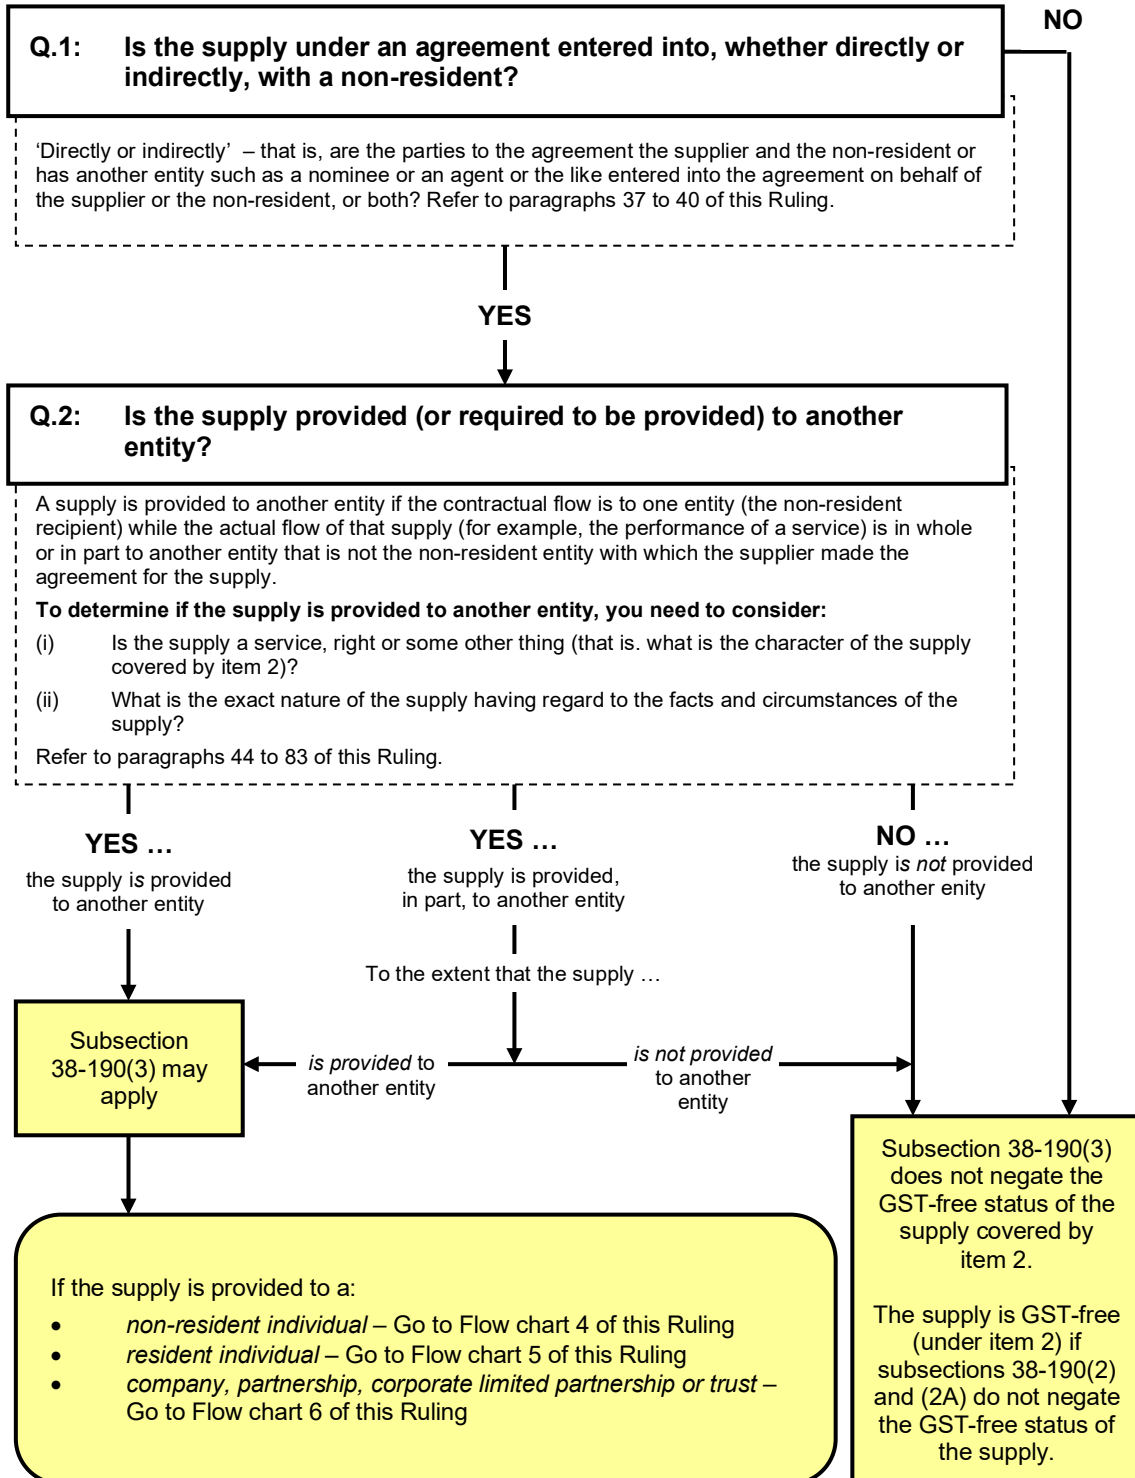 NO
Q.1: Is the supply under an agreement entered into, whether directly or
indirectly, with a non-resident?
‘Directly or indirectly’ – that is, are the parties to the agreement the supplier and the non-resident or
has another entity such as a nominee or an agent or the like entered into the agreement on behalf of
the supplier or the non-resident, or both? Refer to paragraphs 37 to 40 of this Ruling.
YES
Q.2: Is the supply provided (or required to be provided) to another
entity?
A supply is provided to another entity if the contractual flow is to one entity (the non-resident
recipient) while the actual flow of that supply (for example, the performance of a service) is in whole
or in part to another entity that is not the non-resident entity with which the supplier made the
agreement for the supply.
To determine if the supply is provided to another entity, you need to consider:
(i) Is the supply a service, right or some other thing (that is. what is the character of the supply
covered by item 2)?
(ii) What is the exact nature of the supply having regard to the facts and circumstances of the
supply?
Refer to paragraphs 44 to 83 of this Ruling.
YES …
the supply is provided
to another entity
YES …
the supply is provided,
in part, to another entity
NO …
the supply is not provided
to another enity
To the extent that the supply …
Subsection
38-190(3) may
apply
is provided to
another entity
is not provided
to another
entity
If the supply is provided to a:
• non-resident individual – Go to Flow chart 4 of this Ruling
• resident individual – Go to Flow chart 5 of this Ruling
• company, partnership, corporate limited partnership or trust –
Go to Flow chart 6 of this Ruling
Subsection 38-190(3)
does not negate the
GST-free status of the
supply covered by
item 2.
The supply is GST-free
(under item 2) if
subsections 38-190(2)
and (2A) do not negate
the GST-free status of
the supply.